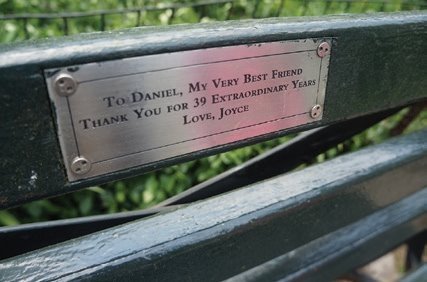 To Daniel, My Very Best Friend
Thank You for 39 Extraordinary Years
Love, Joyce